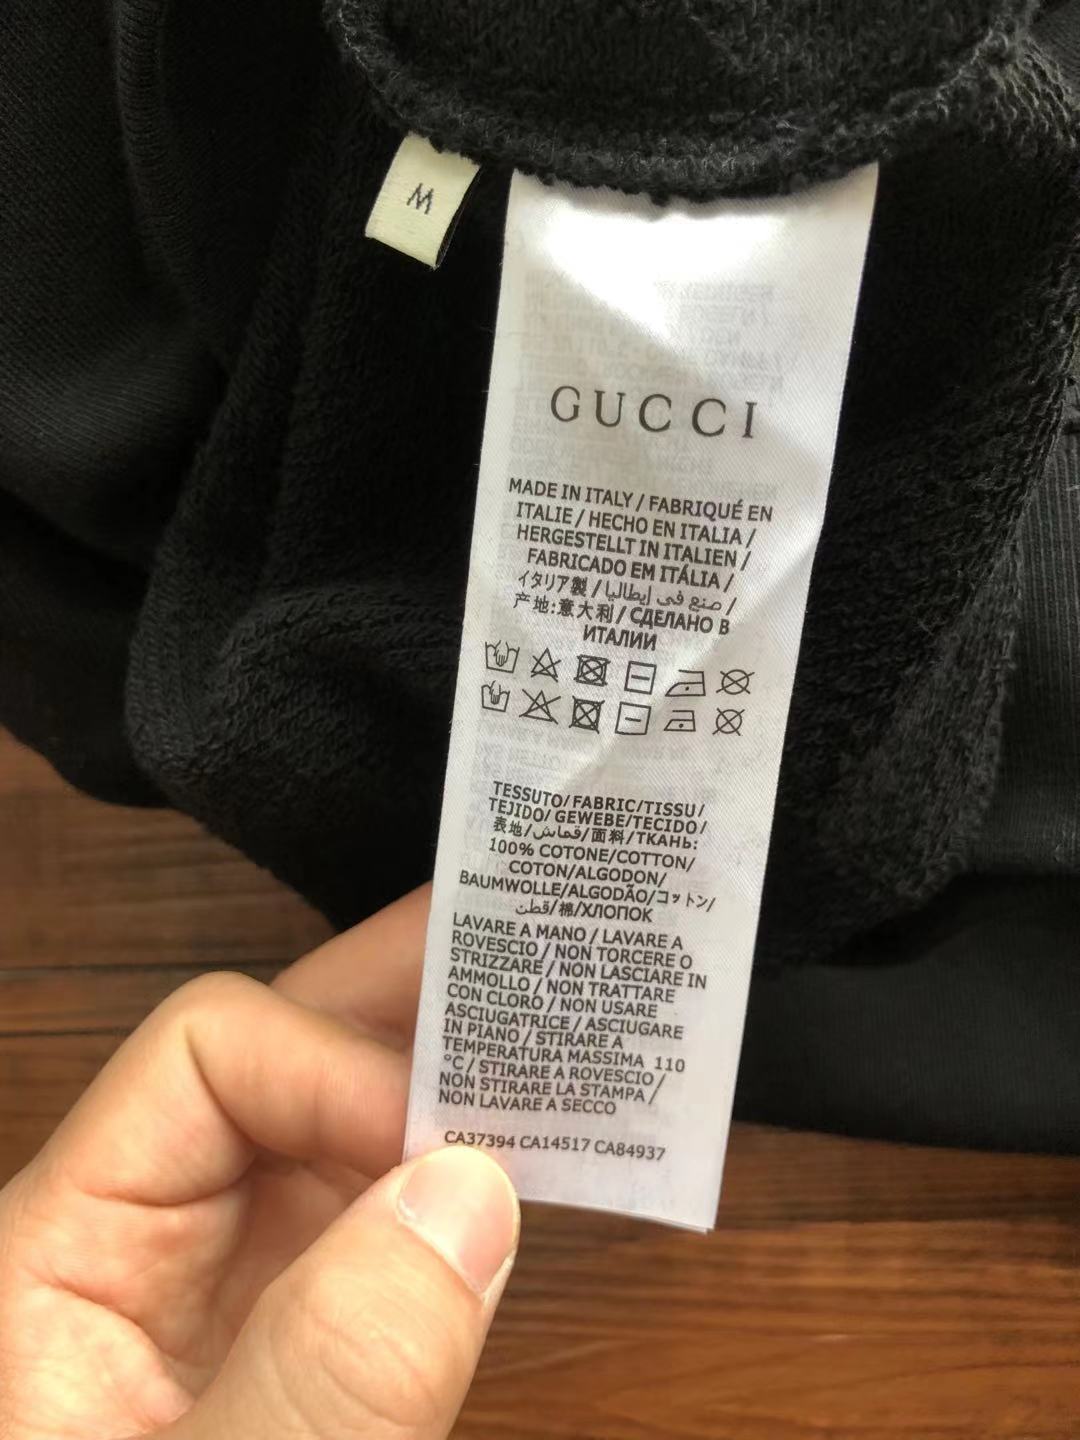 M
GUCCI
MADE IN ITALY / FABRIQUÉ EN
ITALIE / HECHO EN ITALIA /
HERGESTELLT IN ITALIEN /
FABRICADO EM ITÁLIA /
イタリア製 / صنع في إيطاليا /
产地:意大利 / СДЕЛАНО В
ИТАЛИИ
TESSUTO/FABRIC/TISSU/
TEJIDO/ GEWEBE/TECIDO/
表地/قماش/面料/ТКАНЬ:
100% COTONE/COTTON/
COTON/ALGODON/
BAUMWOLLE/ALGODÃO/コットン/
قطن/棉/ХЛОПОК
LAVARE A MANO / LAVARE A
ROVESCIO / NON TORCERE O
STRIZZARE / NON LASCIARE IN
AMMOLLO / NON TRATTARE
CON CLORO / NON USARE
ASCIUGATRICE / ASCIUGARE
IN PIANO / STIRARE A
TEMPERATURA MASSIMA 110
°C / STIRARE A ROVESCIO /
NON STIRARE LA STAMPA /
NON LAVARE A SECCO
CA37394 CA14517 CA84937